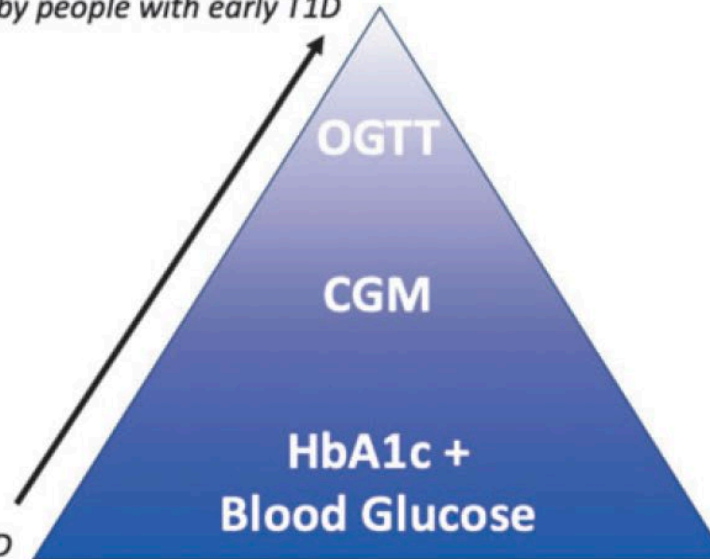 by people with early T1D
OGTT
CGM
HbA1c +
Blood Glucose
D